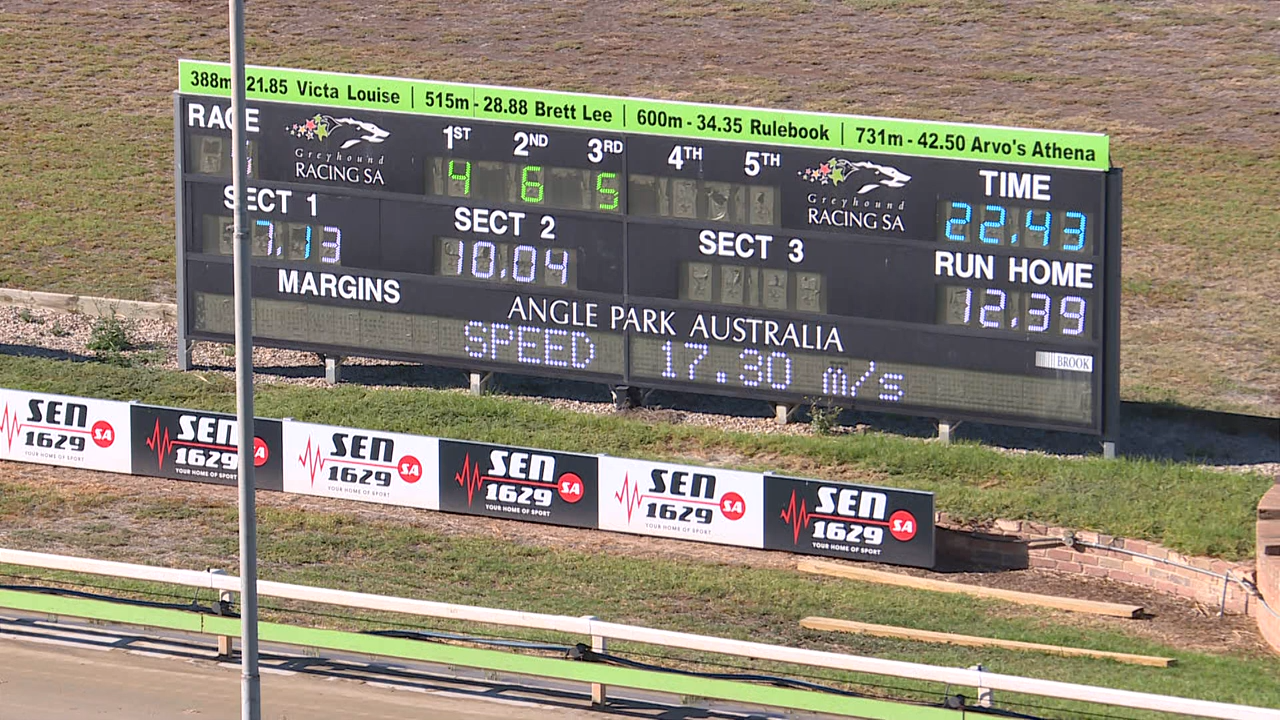 388m 21.85 Victa Louise | 515m - 28.88 Brett Lee | 600m - 34.35 Rulebook | 731m - 42.50 Arvo's Athena
RACE
Greyhound
RACING SA
1ST 2ND 3RD 4TH 5TH
4 6 5
Greyhound
RACING SA
TIME
22.43
SECT 1
7.13
SECT 2
10.04
SECT 3
RUN HOME
12.39
MARGINS
ANGLE PARK AUSTRALIA
SPEED 17.30 m/s
BROOK
SEN
1629 SA
YOUR HOME OF SPORT
SEN
1629 SA
YOUR HOME OF SPORT
SEN
1629 SA
YOUR HOME OF SPORT
SEN
1629 SA
YOUR HOME OF SPORT
SEN
1629 SA
YOUR HOME OF SPORT
SEN
1629 SA
YOUR HOME OF SPORT